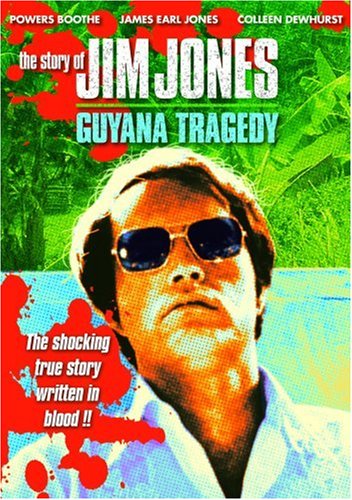 POWERS BOOTHE JAMES EARL JONES COLLEEN DEWHURST
the story of JIM JONES
GUYANA TRAGEDY
The shocking
true story
written in
blood !!